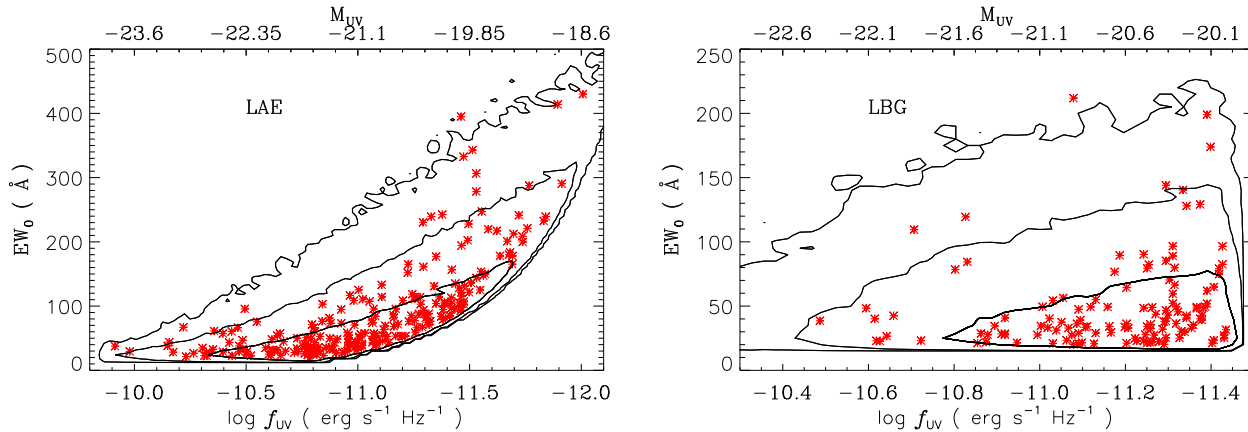 M_UV
−23.6 −22.35 −21.1 −19.85 −18.6
500
400
300
200
100
0
EW₀ ( Å )
LAE
−10.0 −10.5 −11.0 −11.5 −12.0
log f_UV ( erg s⁻¹ Hz⁻¹ )
M_UV
−22.6 −22.1 −21.6 −21.1 −20.6 −20.1
250
200
150
100
50
0
EW₀ ( Å )
LBG
−10.4 −10.6 −10.8 −11.0 −11.2 −11.4
log f_UV ( erg s⁻¹ Hz⁻¹ )